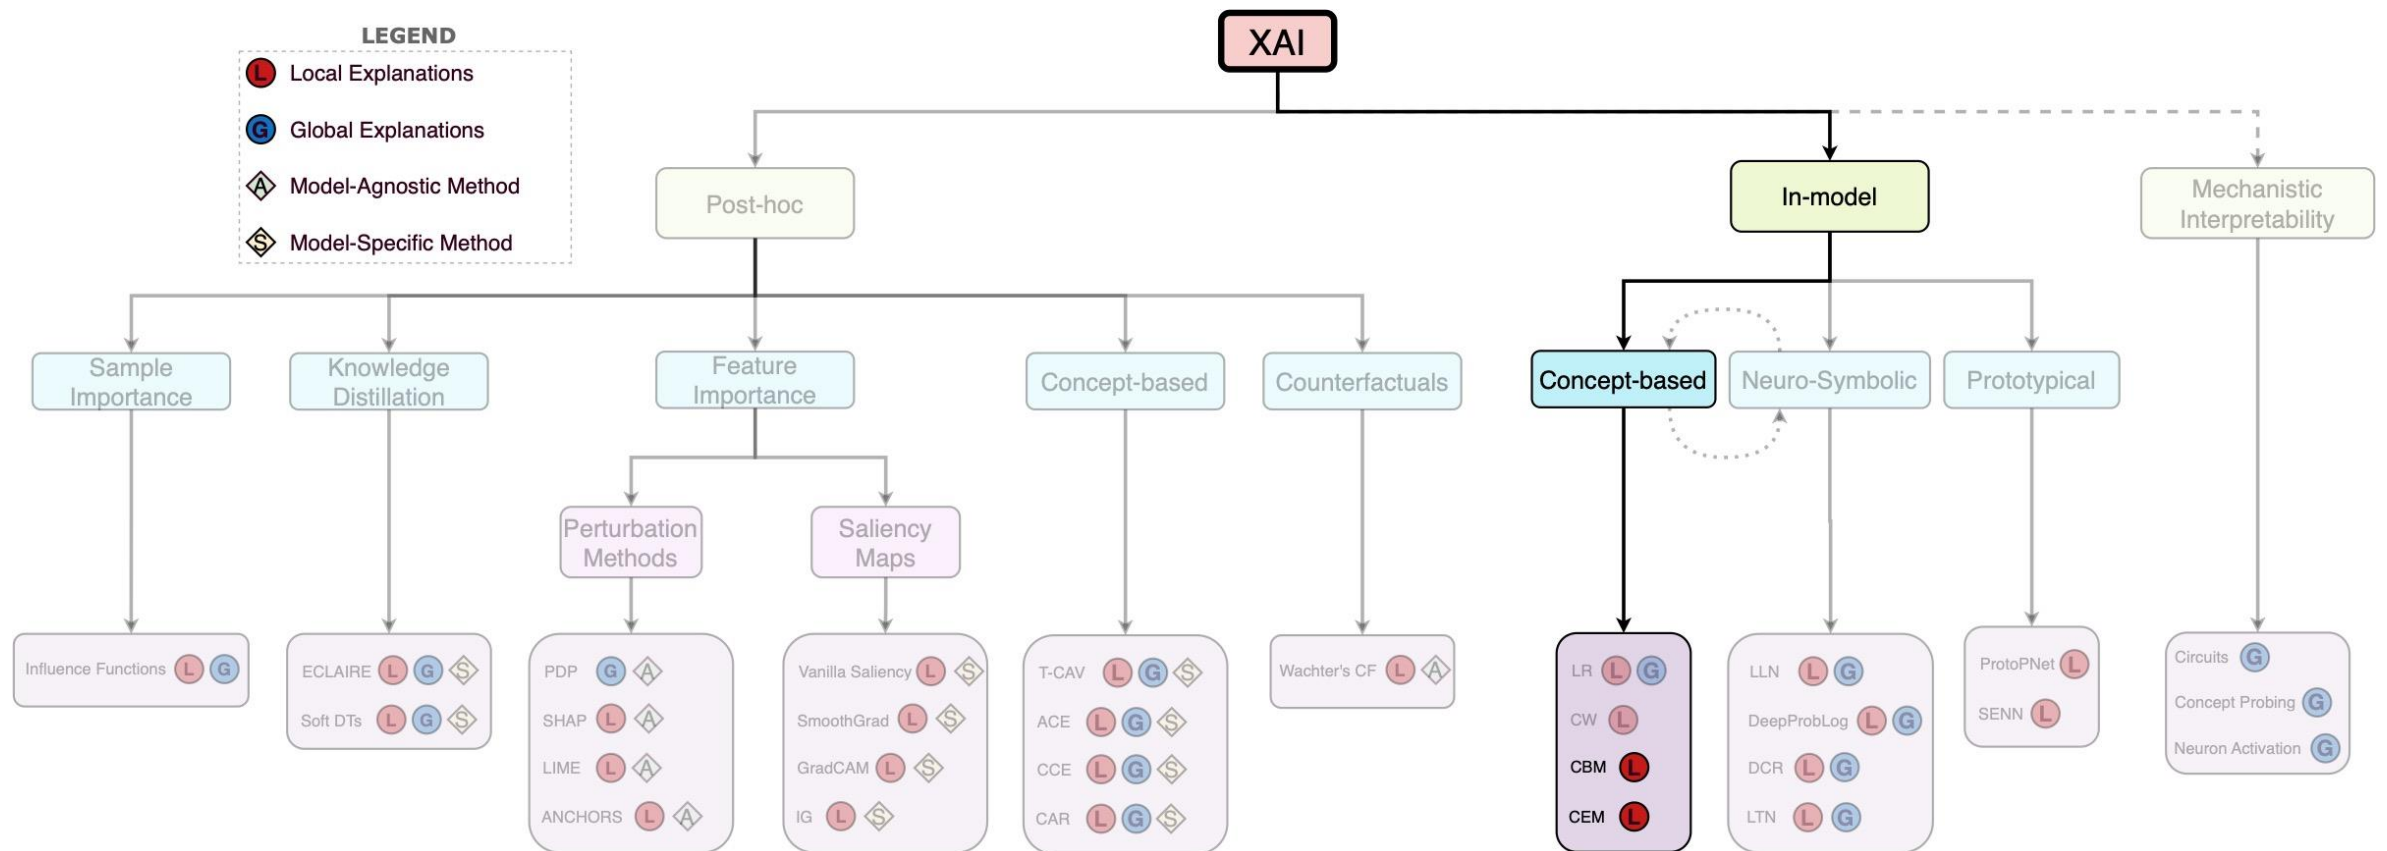 XAI
LEGEND
L Local Explanations
G Global Explanations
A Model-Agnostic Method
S Model-Specific Method
Post-hoc
In-model
Mechanistic
Interpretability
Sample
Importance
Knowledge
Distillation
Feature
Importance
Concept-based
Counterfactuals
Concept-based
Neuro-Symbolic
Prototypical
Perturbation
Methods
Saliency
Maps
Influence Functions L G
ECLAIRE L G S
Soft DTs L G S
PDP G A
SHAP L A
LIME L A
ANCHORS L A
Vanilla Saliency L S
SmoothGrad L S
GradCAM L S
IG L S
T-CAV L G S
ACE L G S
CCE L G S
CAR L G S
Wachter's CF L A
LR L G
CW L
CBM L
CEM L
LLN L G
DeepProbLog L G
DCR L G
LTN L G
ProtoPNet L
SENN L
Circuits G
Concept Probing G
Neuron Activation G